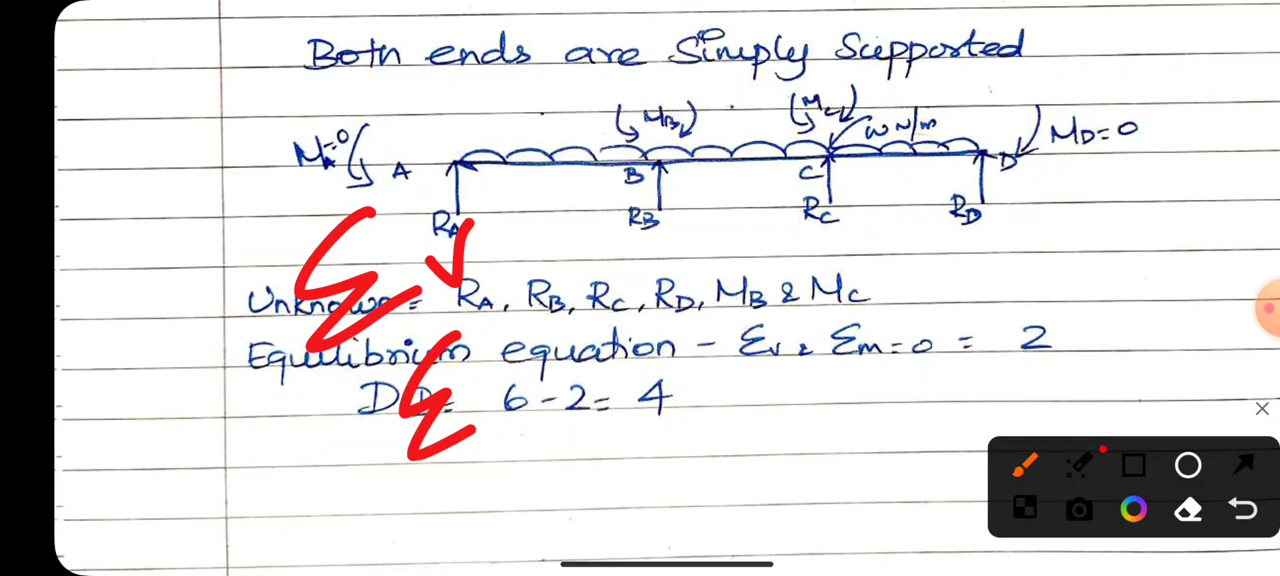 Both ends are Simply Supported
MB
Mc
w N/m
MA=0
A
B
C
D
MD=0
RA
RB
RC
RD
Unknowns = RA, RB, RC, RD, MB & MC
Equilibrium equation - Σv & Σm=0 = 2
6-2= 4